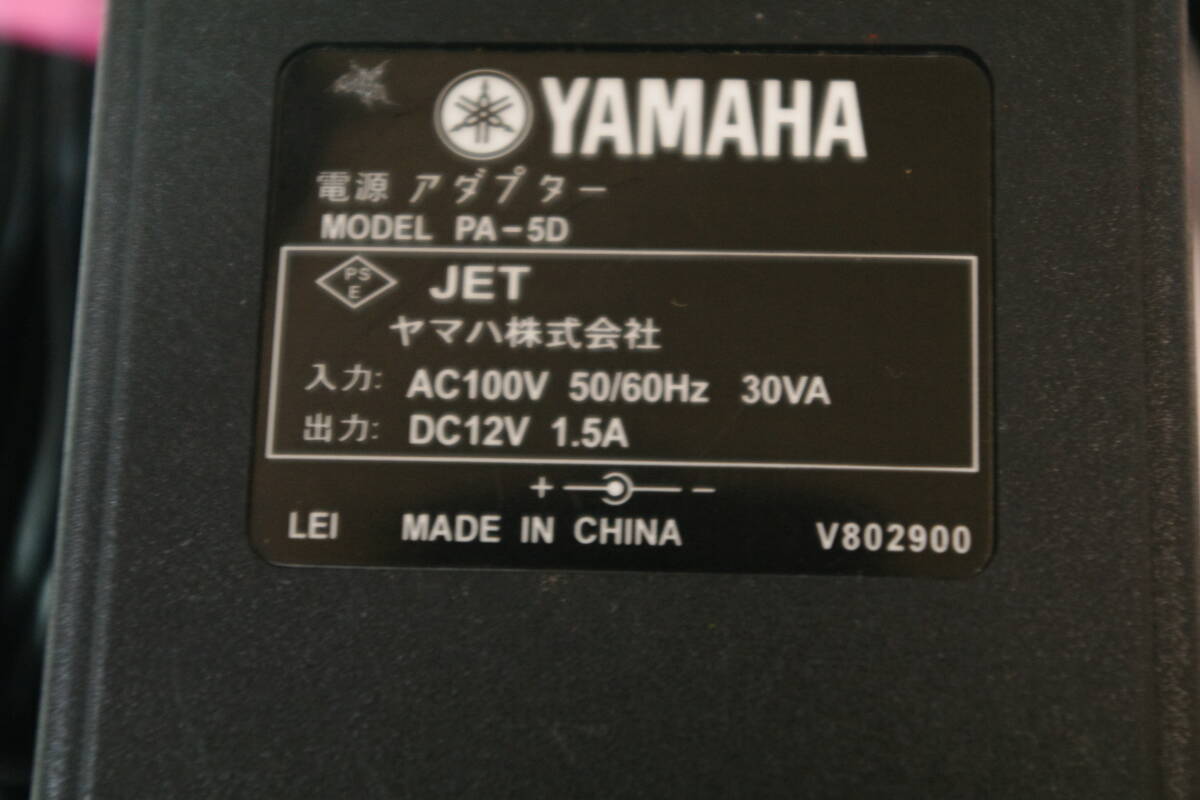 YAMAHA
電源 アダプター
MODEL PA-5D
PS
E
JET
ヤマハ株式会社
入力: AC100V 50/60Hz 30VA
出力: DC12V 1.5A
+ -
LEI MADE IN CHINA V802900